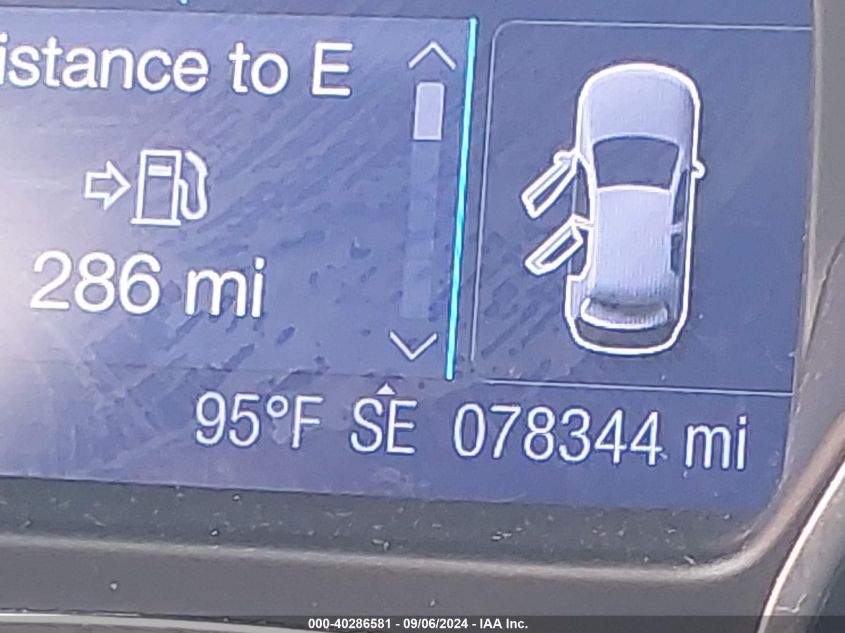 istance to E
286 mi
95°F SE 078344 mi
000-40286581 - 09/06/2024 - IAA Inc.